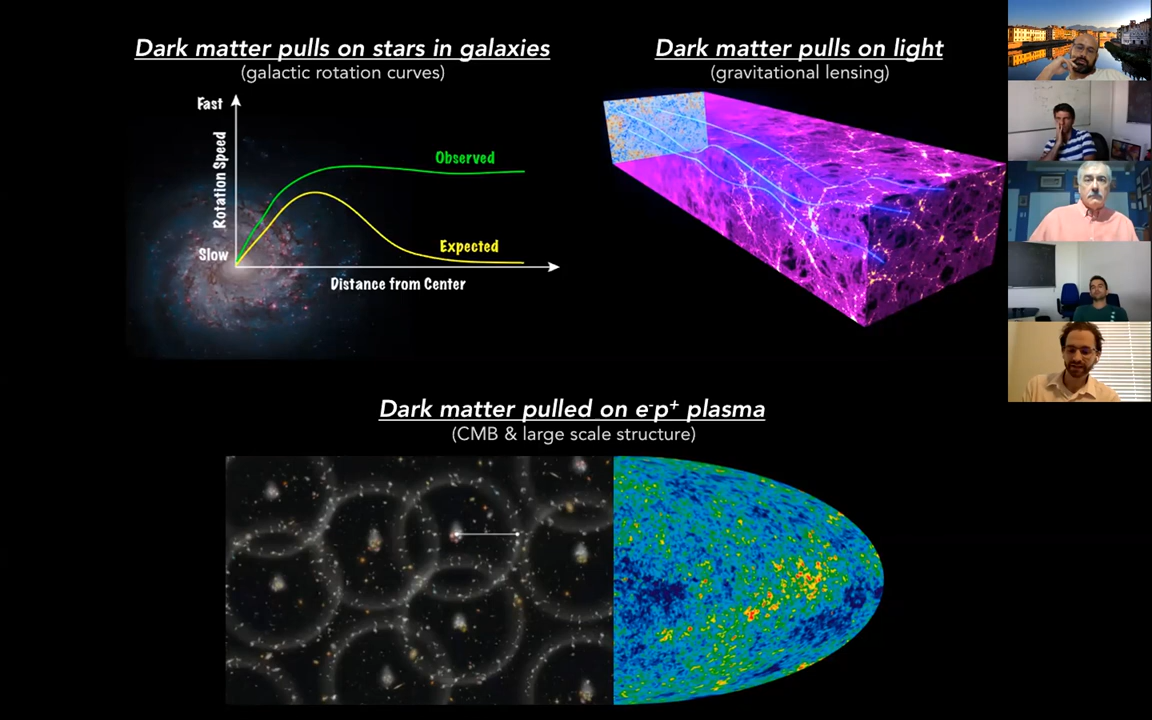 Dark matter pulls on stars in galaxies
(galactic rotation curves)
Fast
Rotation Speed
Slow
Observed
Expected
Distance from Center
Dark matter pulls on light
(gravitational lensing)
Dark matter pulled on e⁻p⁺ plasma
(CMB & large scale structure)